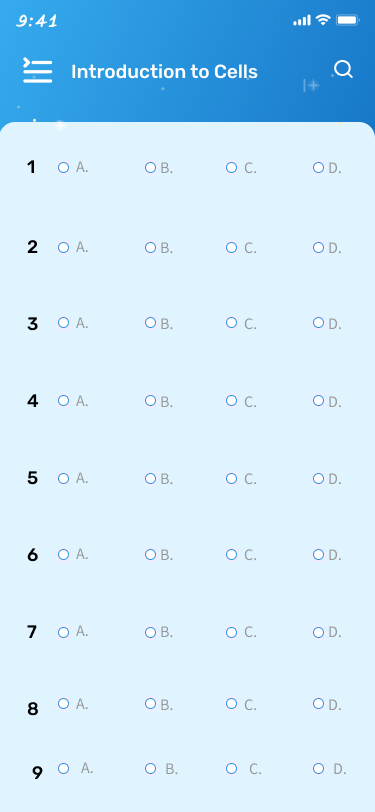 9:41
Introduction to Cells
1 A. B. C. D.
2 A. B. C. D.
3 A. B. C. D.
4 A. B. C. D.
5 A. B. C. D.
6 A. B. C. D.
7 A. B. C. D.
8 A. B. C. D.
9 A. B. C. D.